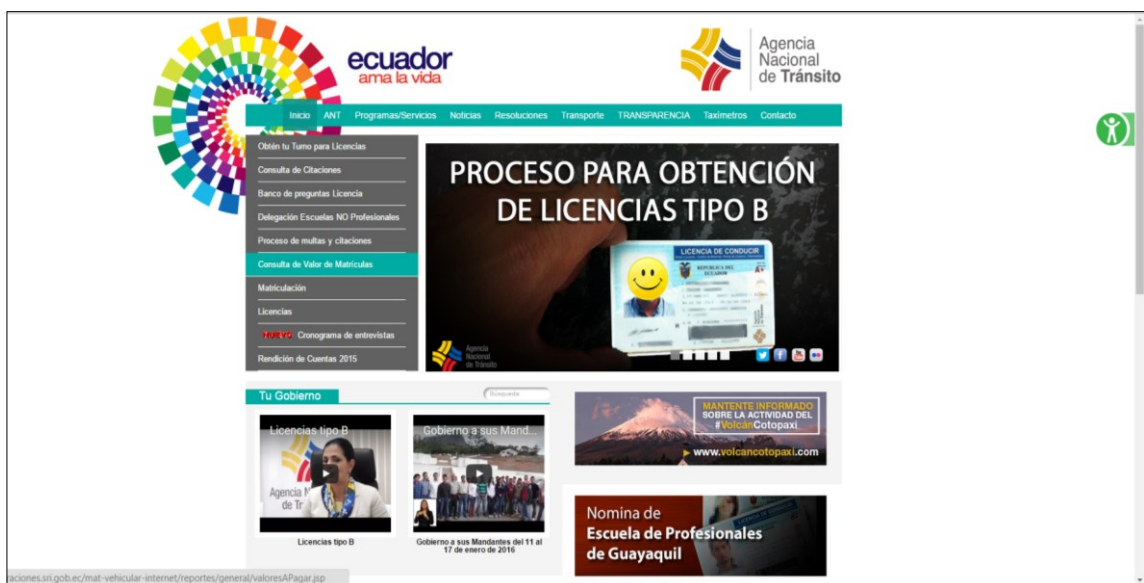 ecuador
ama la vida
Agencia
Nacional
de Tránsito
Inicio ANT Programas/Servicios Noticias Resoluciones Transporte TRANSPARENCIA Taxímetros Contacto
Obtén tu Turno para Licencias
Consulta de Citaciones
Banco de preguntas Licencia
Delegación Escuelas NO Profesionales
Proceso de multas y citaciones
Consulta de Valor de Matrículas
Matriculación
Licencias
NUEVO Cronograma de entrevistas
Rendición de Cuentas 2015
PROCESO PARA OBTENCIÓN
DE LICENCIAS TIPO B
LICENCIA DE CONDUCIR
REPUBLICA DEL
ECUADOR
Agencia
Nacional
de Tránsito
Tu Gobierno
Búsqueda
Licencias tipo B
Agencia
de Tr
Licencias tipo B
Gobierno a sus Mand...
Gobierno a sus Mandantes del 11 al
17 de enero de 2016
MANTENTE INFORMADO
SOBRE LA ACTIVIDAD DEL
#VolcánCotopaxi
www.volcancotopaxi.com
Nomina de
Escuela de Profesionales
de Guayaquil
raciones.sri.gob.ec/mat-vehicular-internet/reportes/general/valoresAPagar.jsp